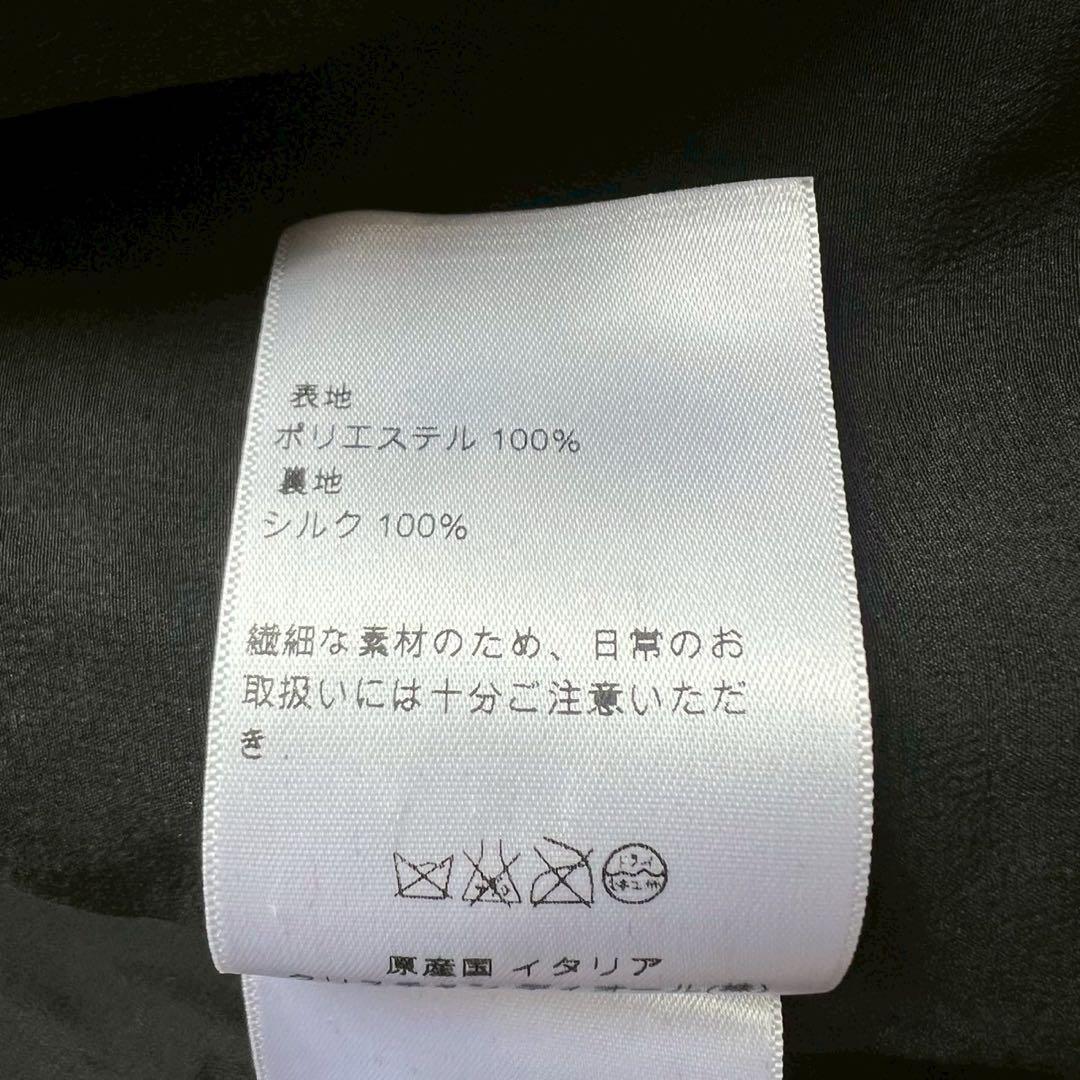 表地
ポリエステル 100%
裏地
シルク 100%
繊細な素材のため、日常のお
取扱いには十分ご注意いただ
き
原産国 イタリア